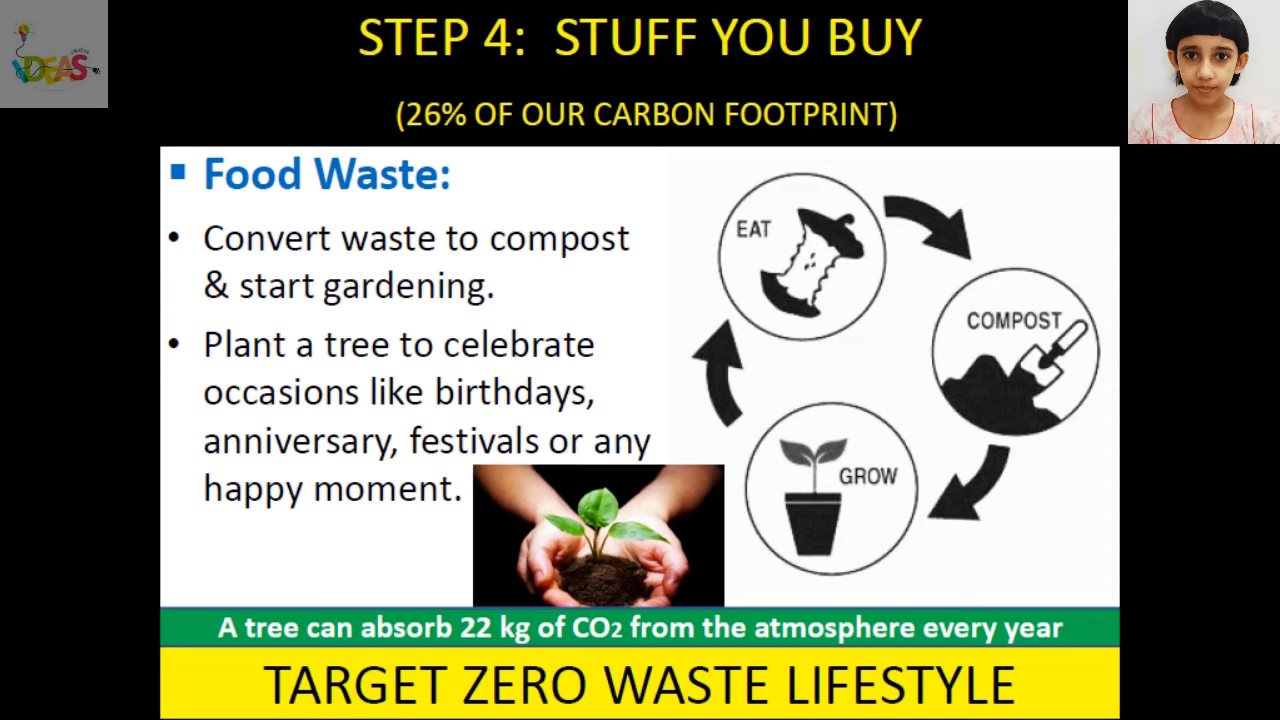 STEP 4: STUFF YOU BUY
(26% OF OUR CARBON FOOTPRINT)
IDEAS
▪ Food Waste:
• Convert waste to compost
& start gardening.
• Plant a tree to celebrate
occasions like birthdays,
anniversary, festivals or any
happy moment.
EAT
COMPOST
GROW
A tree can absorb 22 kg of CO2 from the atmosphere every year
TARGET ZERO WASTE LIFESTYLE